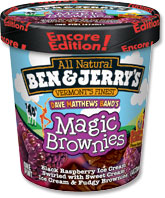 Encore
Edition!
All Natural
BEN & JERRY'S
VERMONT'S FINEST
DAVE MATTHEWS BAND'S
Magic
Brownies
Black Raspberry Ice Cream
Swirled with Sweet Cream
Ice Cream & Fudgy Brownies